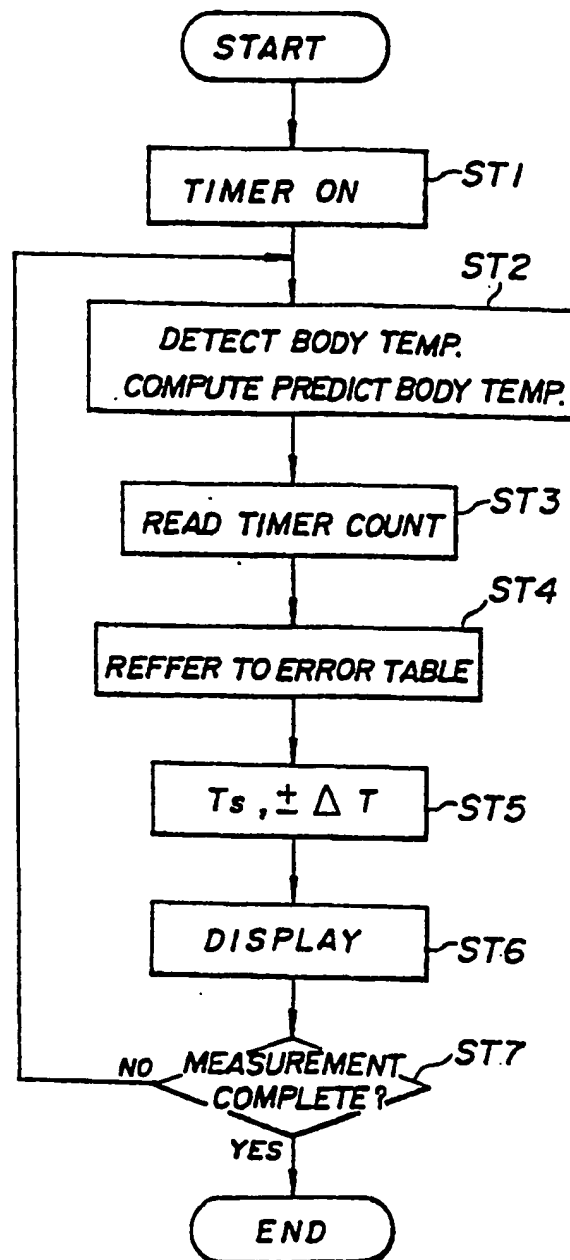 START
TIMER ON
ST1
ST2
DETECT BODY TEMP.
COMPUTE PREDICT BODY TEMP.
READ TIMER COUNT
ST3
ST4
REFFER TO ERROR TABLE
Ts, ± Δ T
ST5
DISPLAY
ST6
NO
MEASUREMENT
COMPLETE?
ST7
YES
END